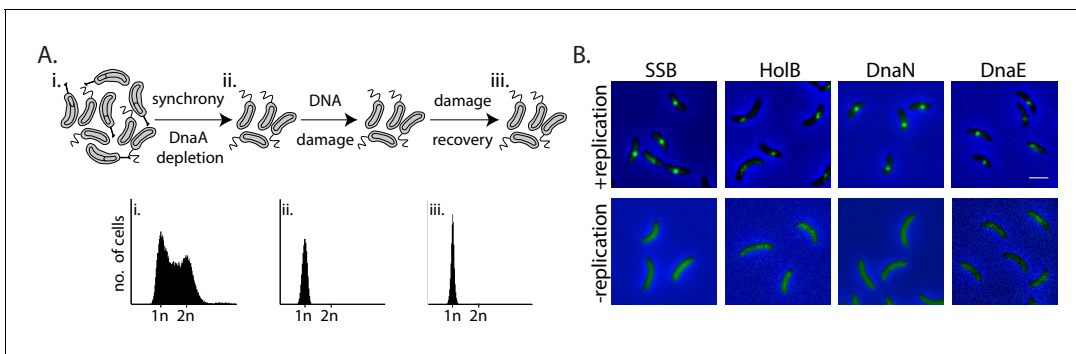 A.
i.
synchrony
DnaA
depletion
ii.
DNA
damage
damage
recovery
iii.
no. of cells
i.
1n 2n
ii.
1n 2n
iii.
1n 2n
B.
SSB HolB DnaN DnaE
+replication
-replication